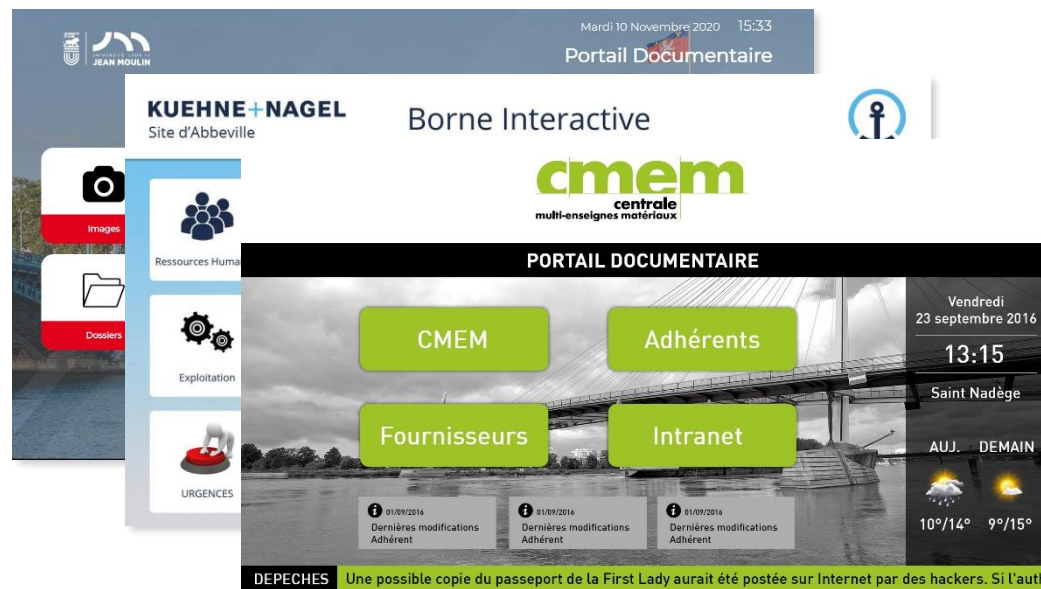 Mardi 10 Novembre 2020 15:33
Portail Documentaire
UNIVERSITÉ LYON III
JEAN MOULIN
Images
Dossiers
KUEHNE+NAGEL
Site d'Abbeville
Borne Interactive
Ressources Huma
Exploitation
URGENCES
cmem
centrale
multi-enseignes matériaux
PORTAIL DOCUMENTAIRE
CMEM
Adhérents
Fournisseurs
Intranet
Vendredi
23 septembre 2016
13:15
Saint Nadège
AUJ. DEMAIN
10°/14° 9°/15°
01/09/2016
Dernières modifications
Adhérent
01/09/2016
Dernières modifications
Adhérent
01/09/2016
Dernières modifications
Adhérent
DEPECHES Une possible copie du passeport de la First Lady aurait été postée sur Internet par des hackers. Si l'aut